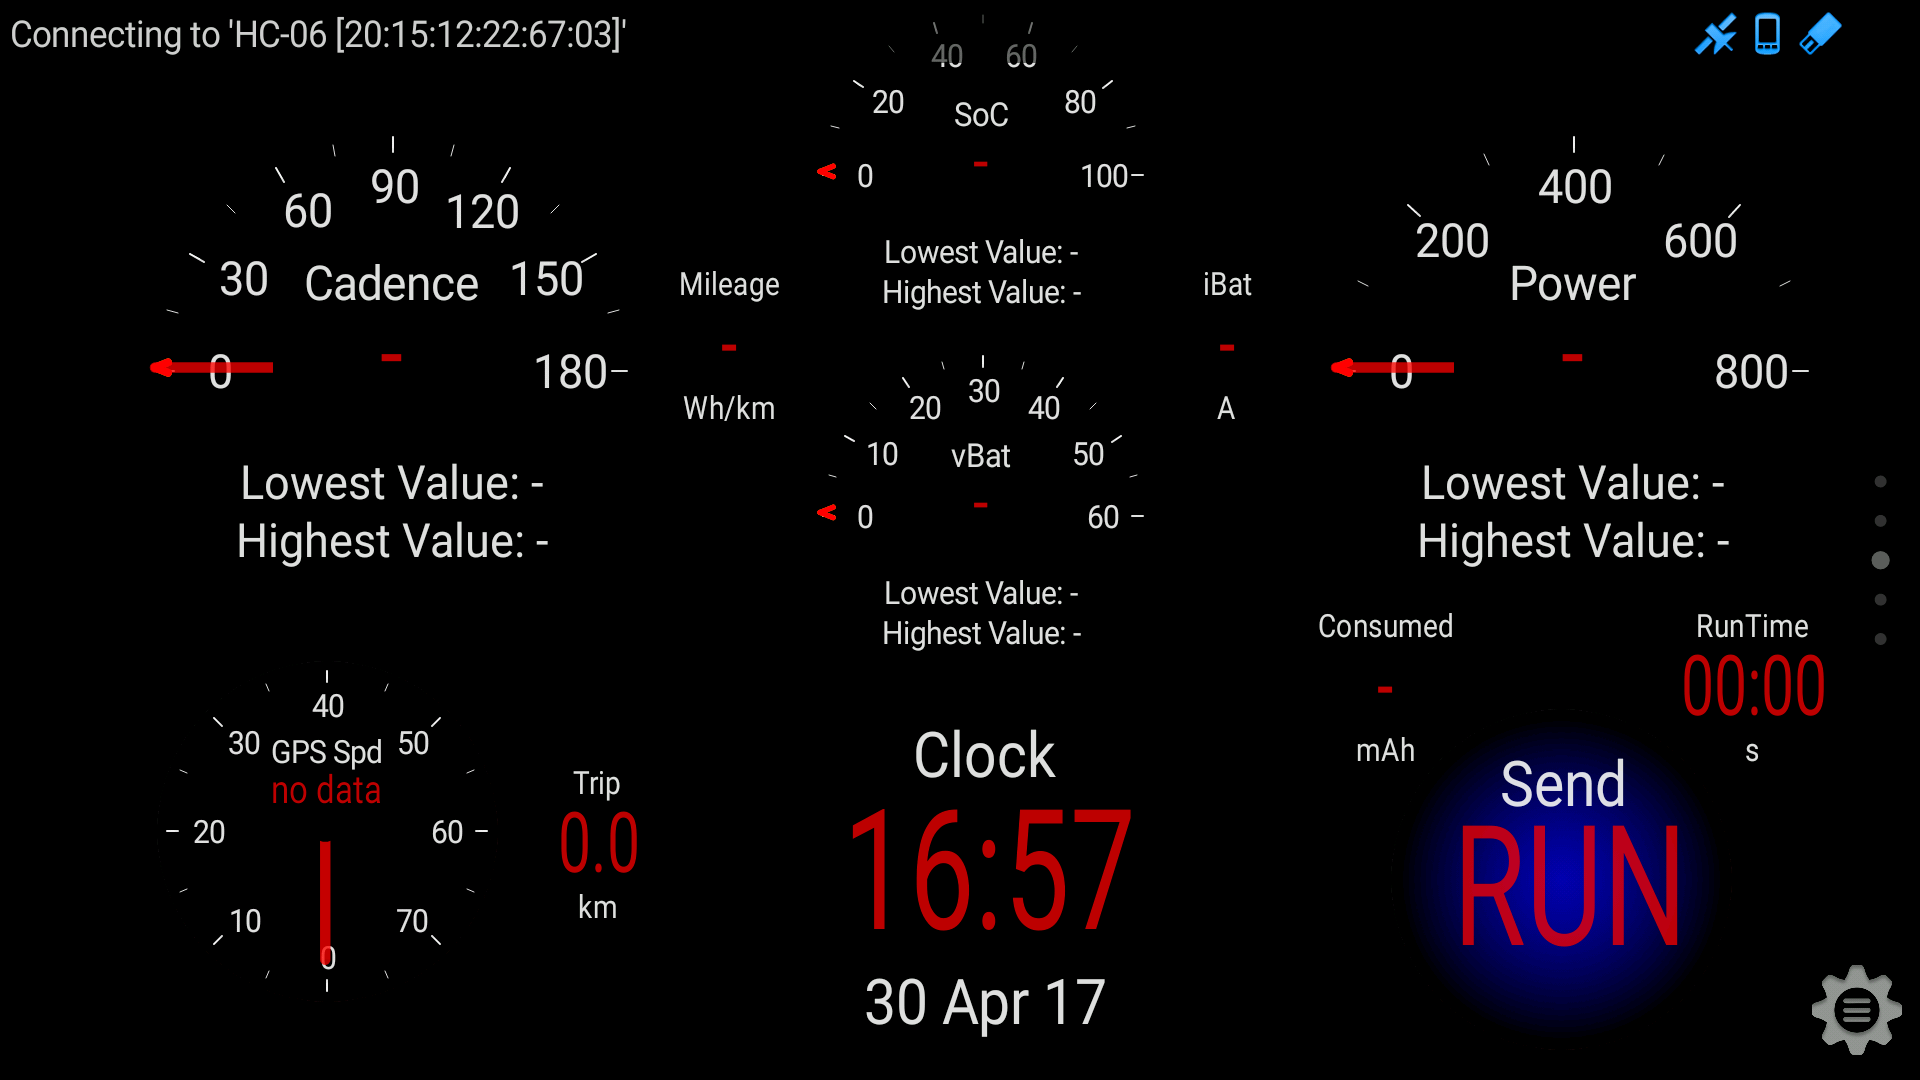 Connecting to 'HC-06 [20:15:12:22:67:03]'
40 60
20 80
SoC
-
0 100
Lowest Value: -
Highest Value: -
90
60 120
30 150
Cadence
-
0 180
Lowest Value: -
Highest Value: -
Mileage
-
Wh/km
30
20 40
10 50
vBat
-
0 60
Lowest Value: -
Highest Value: -
iBat
-
A
400
200 600
Power
-
0 800
Lowest Value: -
Highest Value: -
40
30 50
GPS Spd
no data
20 60
10 70
0
Trip
0.0
km
Clock
16:57
30 Apr 17
Consumed
-
mAh
RunTime
00:00
s
Send
RUN